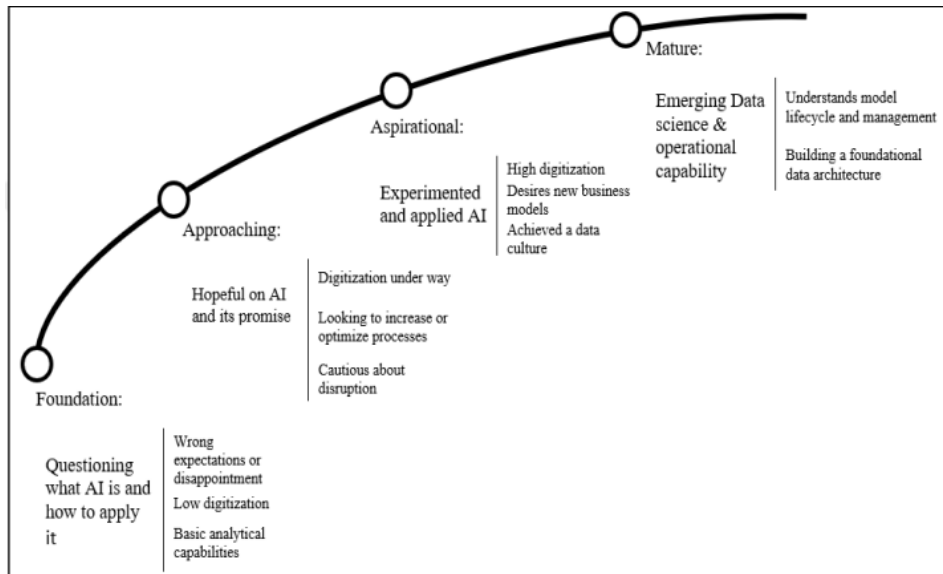 Mature:
Emerging Data
science &
operational
capability
Understands model
lifecycle and management
Building a foundational
data architecture
Aspirational:
Experimented
and applied AI
High digitization
Desires new business
models
Achieved a data
culture
Approaching:
Hopeful on AI
and its promise
Digitization under way
Looking to increase or
optimize processes
Cautious about
disruption
Foundation:
Questioning
what AI is and
how to apply
it
Wrong
expectations or
disappointment
Low digitization
Basic analytical
capabilities